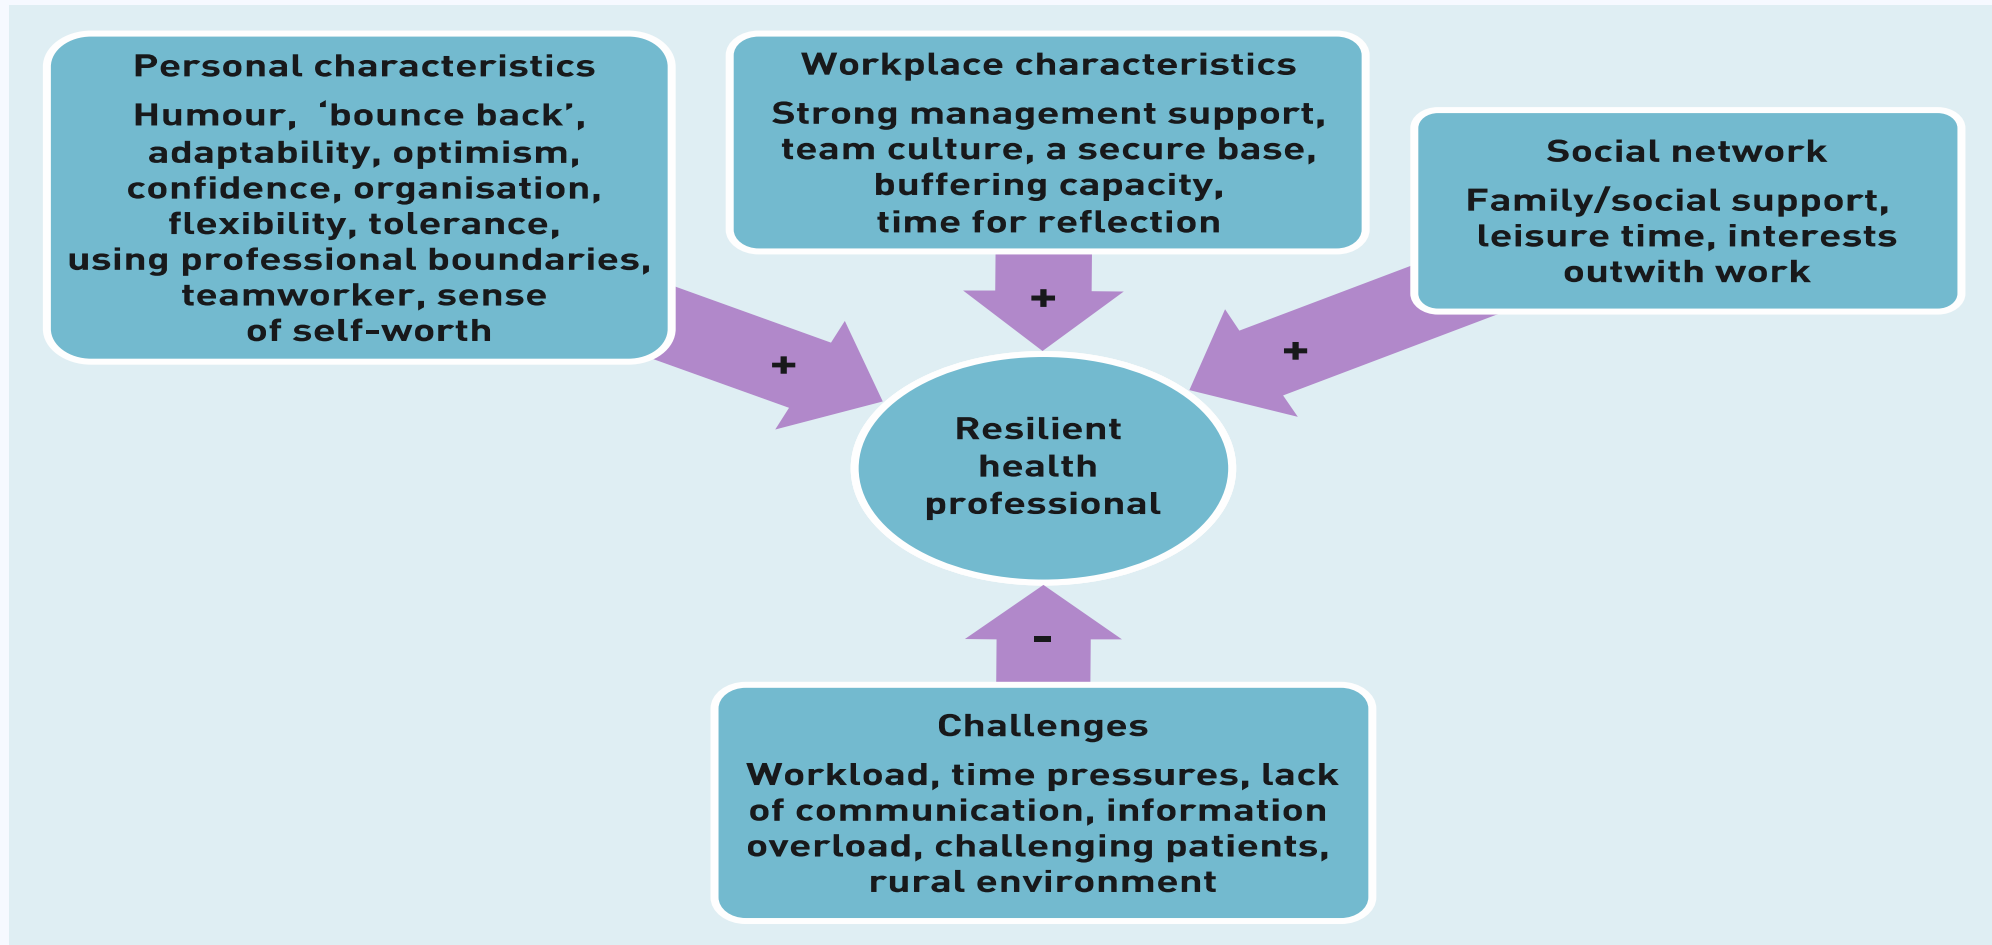 Personal characteristics
Humour, ‘bounce back’,
adaptability, optimism,
confidence, organisation,
flexibility, tolerance,
using professional boundaries,
teamworker, sense
of self-worth
Workplace characteristics
Strong management support,
team culture, a secure base,
buffering capacity,
time for reflection
Social network
Family/social support,
leisure time, interests
outwith work
+
+
+
Resilient
health
professional
-
Challenges
Workload, time pressures, lack
of communication, information
overload, challenging patients,
rural environment